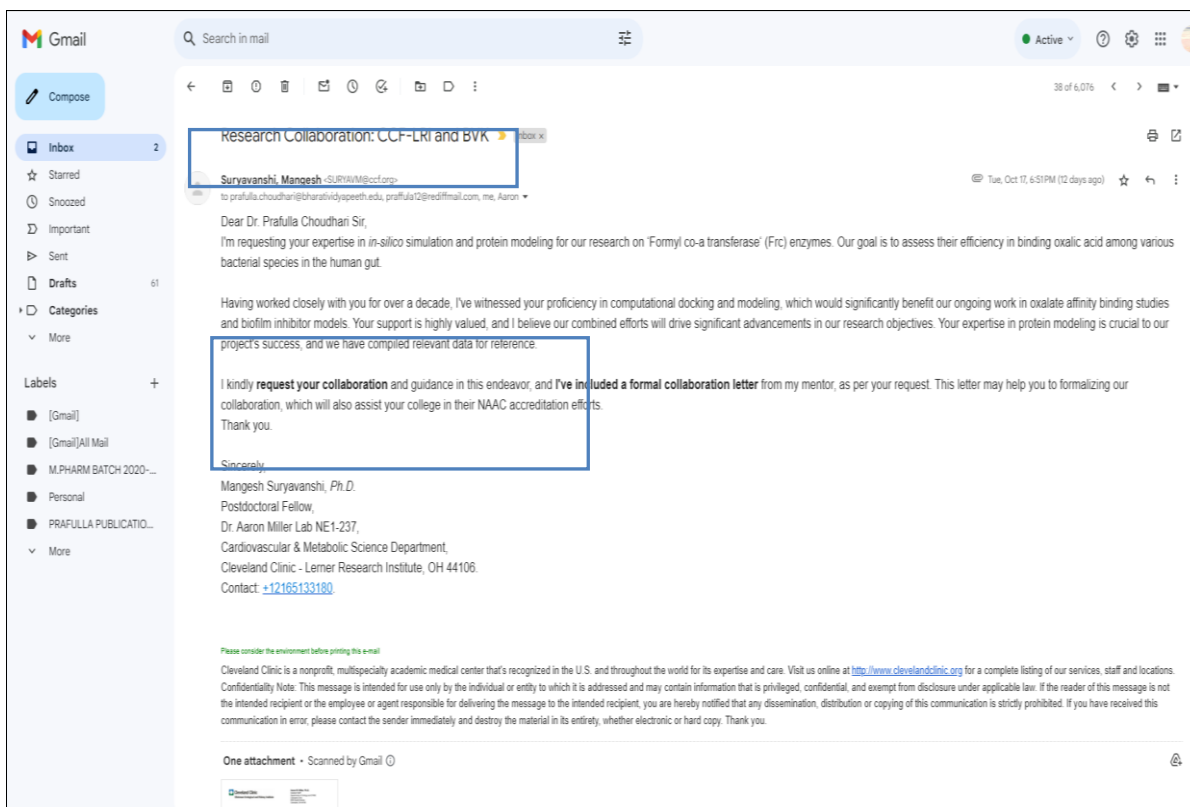 Gmail
Search in mail
Active
Compose
38 of 6,076
Research Collaboration: CCF-LRI and BVK Inbox x
Inbox 2
Starred
Suryavanshi, Mangesh <SURYAVM@ccf.org>
Tue, Oct 17, 6:51 PM (12 days ago)
to prafulla.choudhari@bharatividyapeeth.edu, praffula12@rediffmail.com, me, Aaron
Snoozed
Important
Sent
Drafts 61
Categories
More
Labels +
[Gmail]
[Gmail]All Mail
M.PHARM BATCH 2020-...
Personal
PRAFULLA PUBLICATIO...
More
Dear Dr. Prafulla Choudhari Sir,
I'm requesting your expertise in in-silico simulation and protein modeling for our research on 'Formyl co-a transferase' (Frc) enzymes. Our goal is to assess their efficiency in binding oxalic acid among various
bacterial species in the human gut.
Having worked closely with you for over a decade, I've witnessed your proficiency in computational docking and modeling, which would significantly benefit our ongoing work in oxalate affinity binding studies
and biofilm inhibitor models. Your support is highly valued, and I believe our combined efforts will drive significant advancements in our research objectives. Your expertise in protein modeling is crucial to our
project's success, and we have compiled relevant data for reference.
I kindly request your collaboration and guidance in this endeavor, and I've included a formal collaboration letter from my mentor, as per your request. This letter may help you to formalizing our
collaboration, which will also assist your college in their NAAC accreditation efforts.
Thank you.
Sincerely,
Mangesh Suryavanshi, Ph.D.
Postdoctoral Fellow,
Dr. Aaron Miller Lab NE1-237,
Cardiovascular & Metabolic Science Department,
Cleveland Clinic - Lerner Research Institute, OH 44106.
Contact: +12165133180.
Please consider the environment before printing this e-mail
Cleveland Clinic is a nonprofit, multispecialty academic medical center that's recognized in the U.S. and throughout the world for its expertise and care. Visit us online at http://www.clevelandclinic.org for a complete listing of our services, staff and locations.
Confidentiality Note: This message is intended for use only by the individual or entity to which it is addressed and may contain information that is privileged, confidential, and exempt from disclosure under applicable law. If the reader of this message is not
the intended recipient or the employee or agent responsible for delivering the message to the intended recipient, you are hereby notified that any dissemination, distribution or copying of this communication is strictly prohibited. If you have received this
communication in error, please contact the sender immediately and destroy the material in its entirety, whether electronic or hard copy. Thank you.
One attachment • Scanned by Gmail
Cleveland Clinic